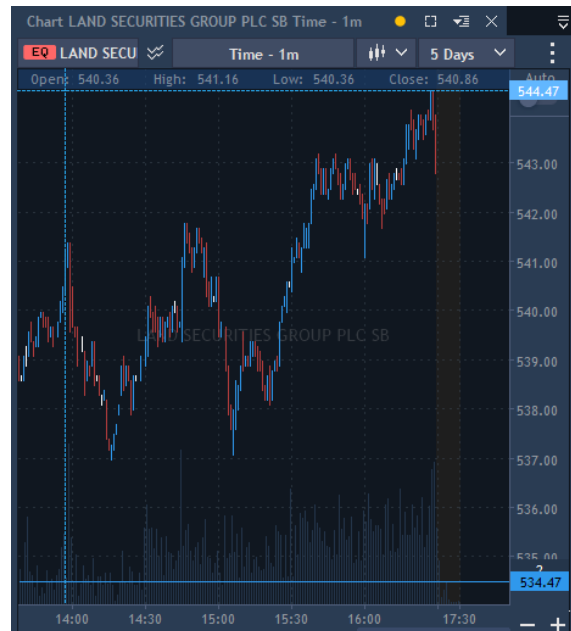 Chart LAND SECURITIES GROUP PLC SB Time - 1m
EQ LAND SECU Time - 1m 5 Days
Open: 540.36 High: 541.16 Low: 540.36 Close: 540.86 Auto
544.47
543.00
542.00
541.00
540.00
LAND SECURITIES GROUP PLC SB
539.00
538.00
537.00
536.00
535.00
?
534.47
14:00 14:30 15:00 15:30 16:00 17:30